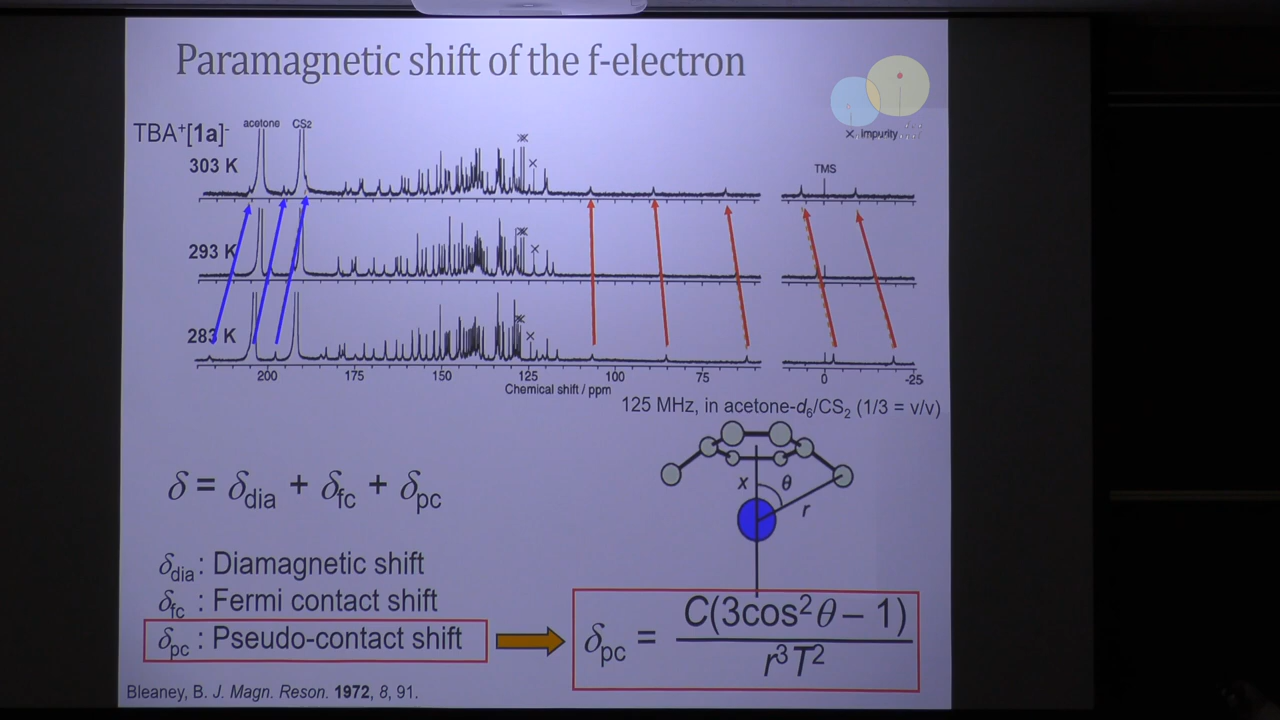 Paramagnetic shift of the f-electron
× impurity
TBA⁺[1a]⁻
acetone CS2
303 K
TMS
293 K
283 K
200 175 150 125 100 75 0 -25
Chemical shift / ppm
125 MHz, in acetone-d₆/CS₂ (1/3 = v/v)
x θ
r
δ = δdia + δfc + δpc
δdia : Diamagnetic shift
δfc : Fermi contact shift
δpc : Pseudo-contact shift
δpc = C(3cos²θ – 1)
r³T²
Bleaney, B. J. Magn. Reson. 1972, 8, 91.